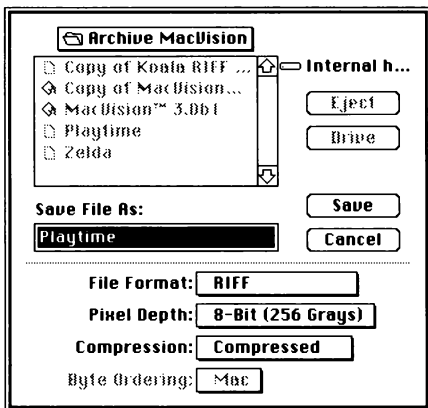 Archive MacVision
Copy of Koala RIFF ...
Internal h...
Copy of MacVision...
MacVision™ 3.0b1
Playtime
Zelda
Eject
Drive
Save File As:
Playtime
Save
Cancel
File Format: RIFF
Pixel Depth: 8-Bit (256 Grays)
Compression: Compressed
Byte Ordering: Mac